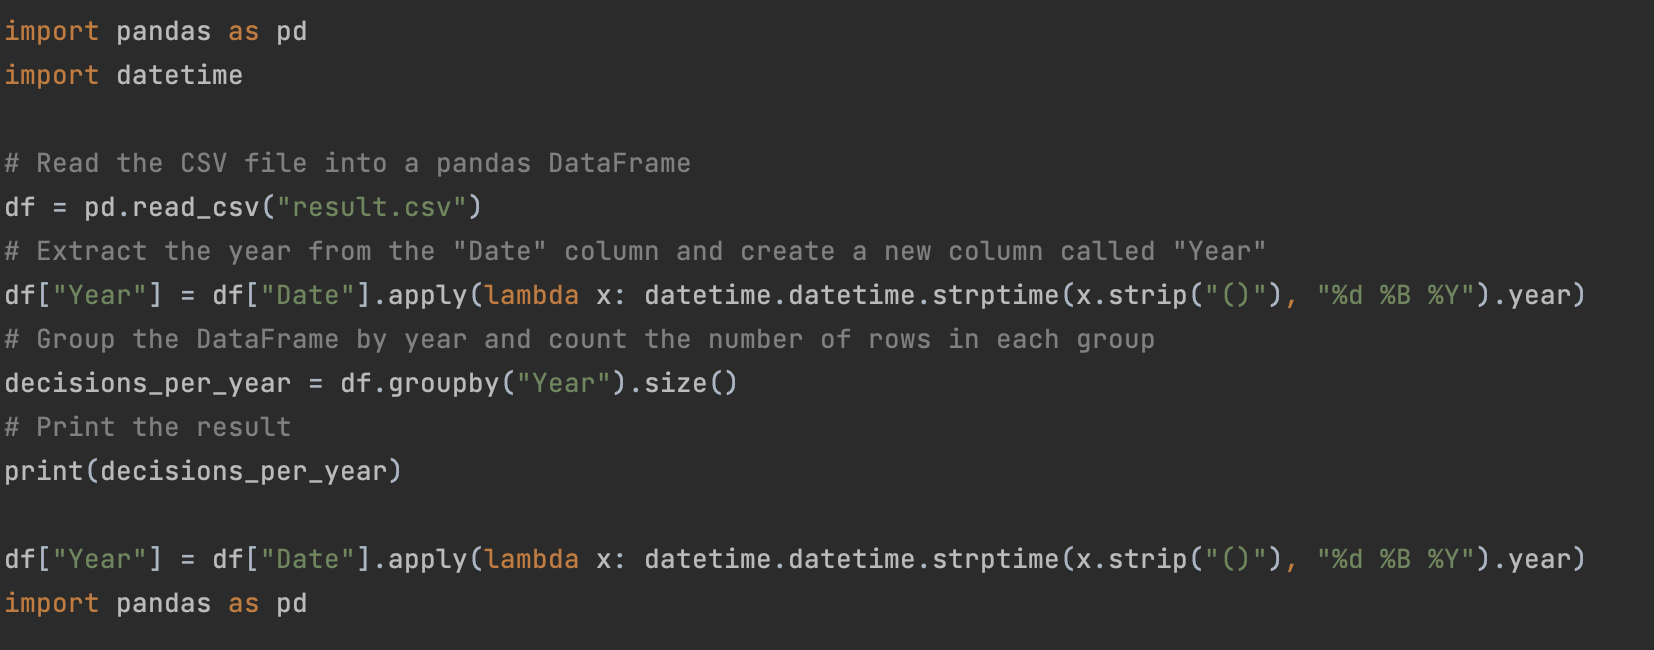 import pandas as pd
import datetime
# Read the CSV file into a pandas DataFrame
df = pd.read_csv("result.csv")
# Extract the year from the "Date" column and create a new column called "Year"
df["Year"] = df["Date"].apply(lambda x: datetime.datetime.strptime(x.strip("()"), "%d %B %Y").year)
# Group the DataFrame by year and count the number of rows in each group
decisions_per_year = df.groupby("Year").size()
# Print the result
print(decisions_per_year)
df["Year"] = df["Date"].apply(lambda x: datetime.datetime.strptime(x.strip("()"), "%d %B %Y").year)
import pandas as pd